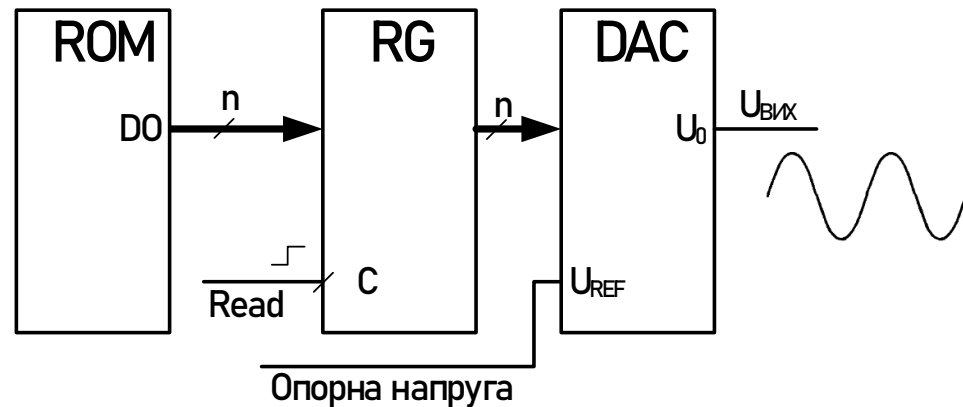 ROM
RG
DAC
n
n
DO
U₀
Uвих
C
Read
UREF
Опорна напруга